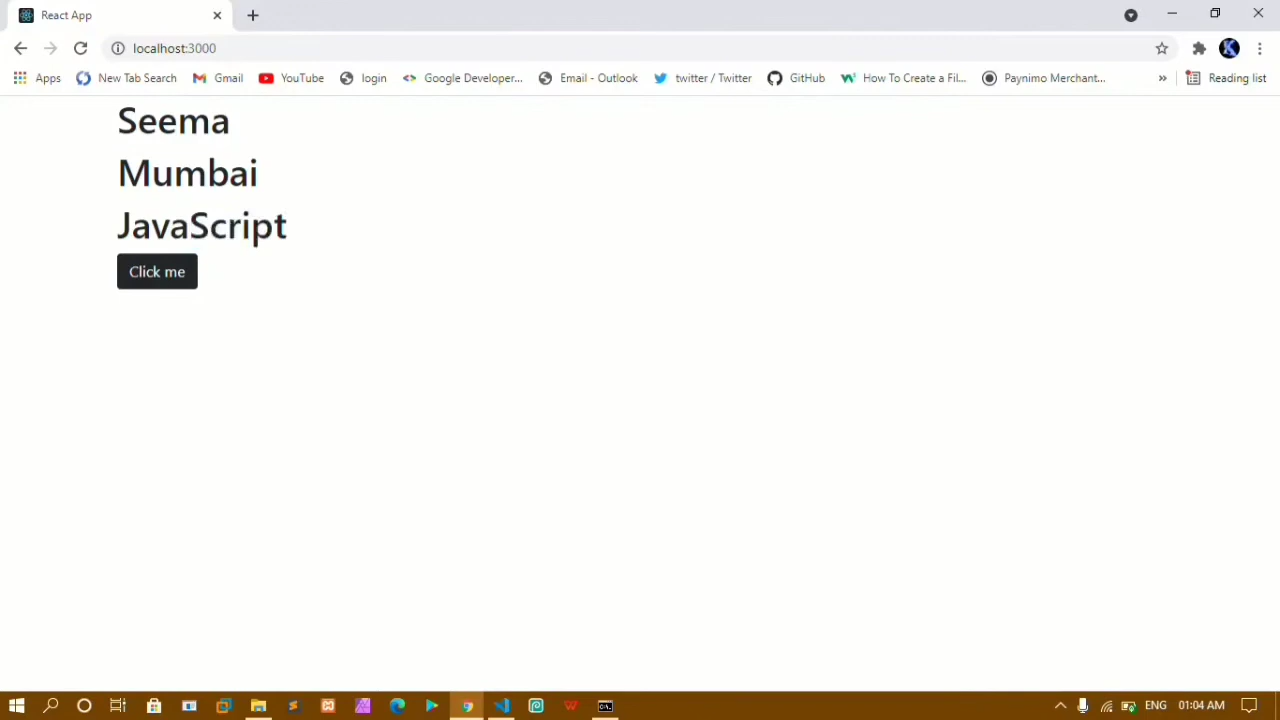 React App
localhost:3000
Apps New Tab Search Gmail YouTube login Google Developer... Email - Outlook twitter / Twitter GitHub How To Create a Fil... Paynimo Merchant... » Reading list
Seema
Mumbai
JavaScript
Click me
ENG 01:04 AM